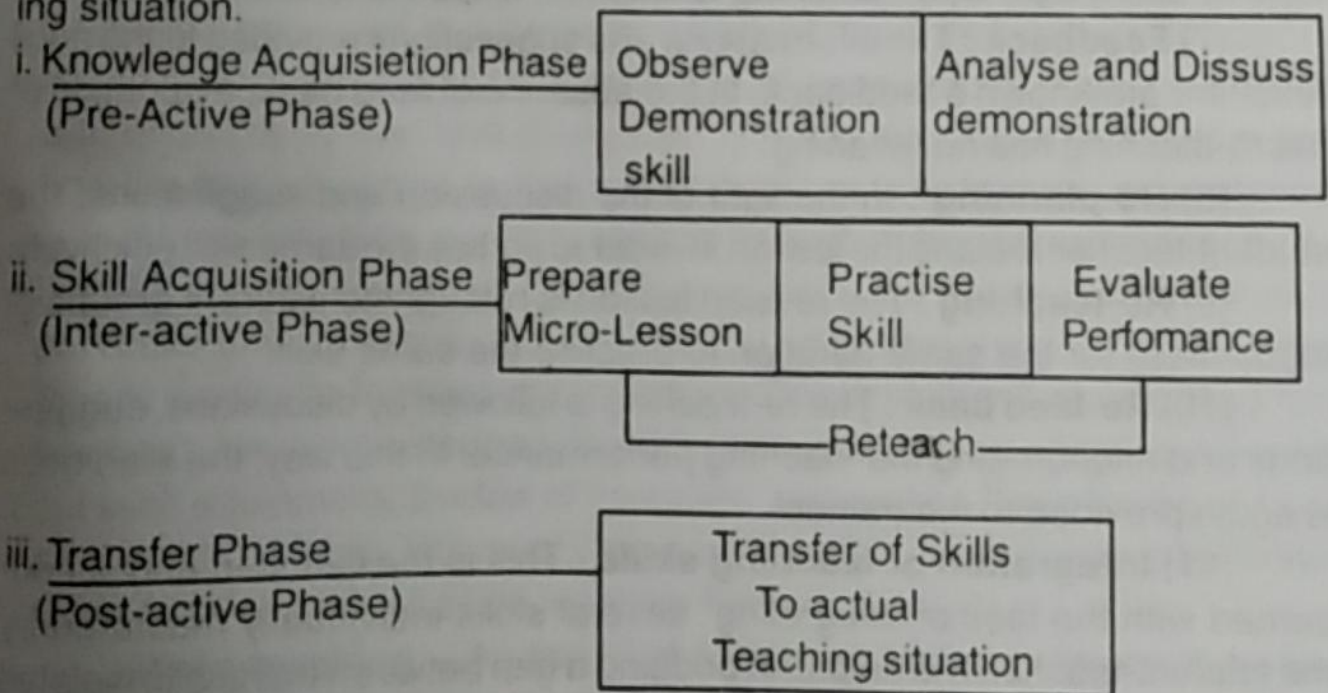 ing situation.
i. Knowledge Acquisietion Phase
(Pre-Active Phase)
Observe
Demonstration
skill
Analyse and Dissuss
demonstration
ii. Skill Acquisition Phase
(Inter-active Phase)
Prepare
Micro-Lesson
Practise
Skill
Evaluate
Perfomance
Reteach
iii. Transfer Phase
(Post-active Phase)
Transfer of Skills
To actual
Teaching situation